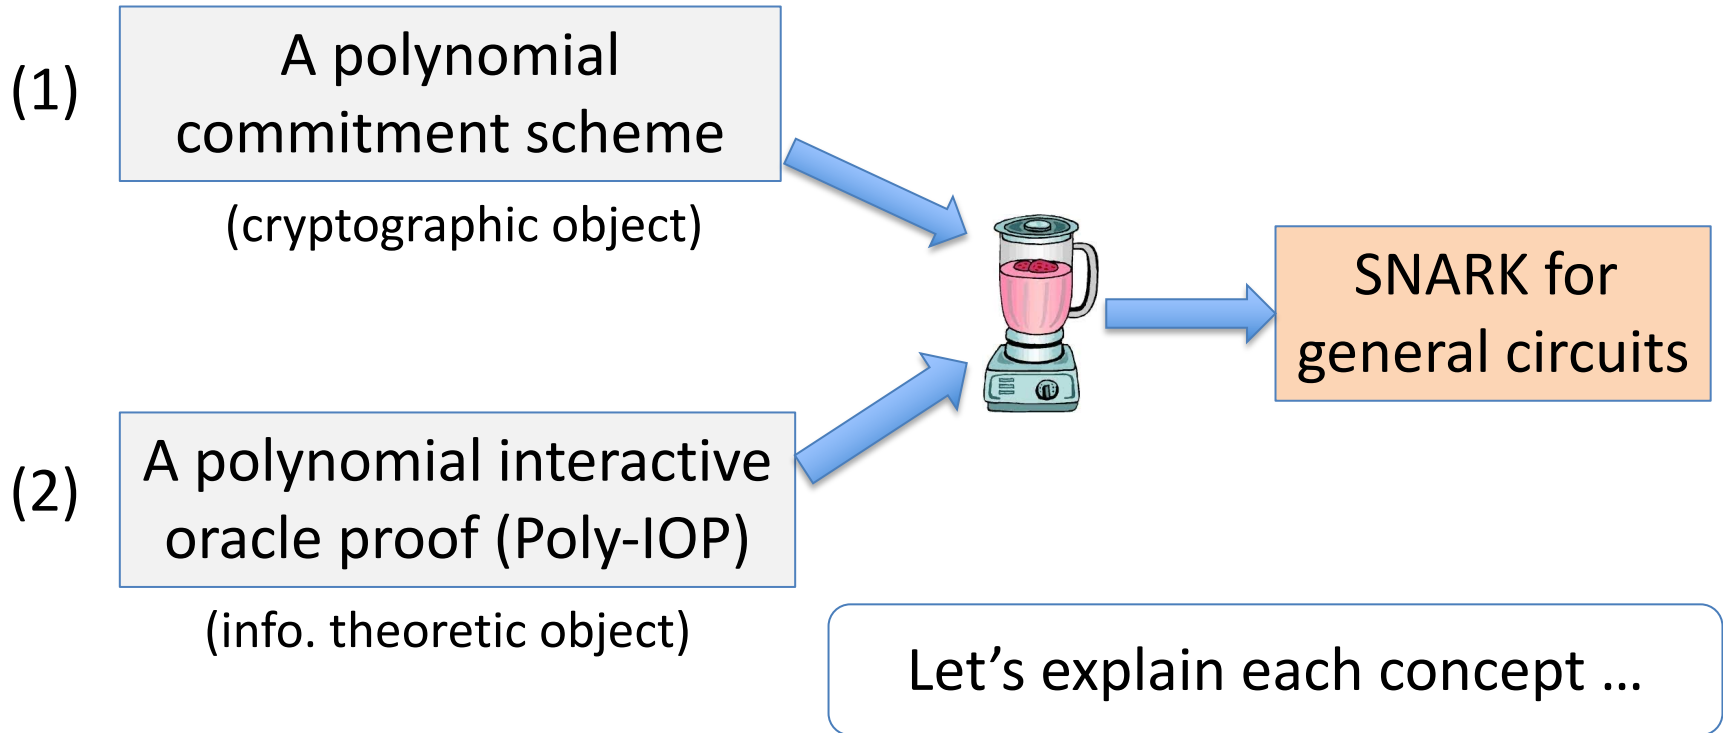 (1)
A polynomial
commitment scheme
(cryptographic object)
SNARK for
general circuits
(2)
A polynomial interactive
oracle proof (Poly-IOP)
(info. theoretic object)
Let’s explain each concept ...